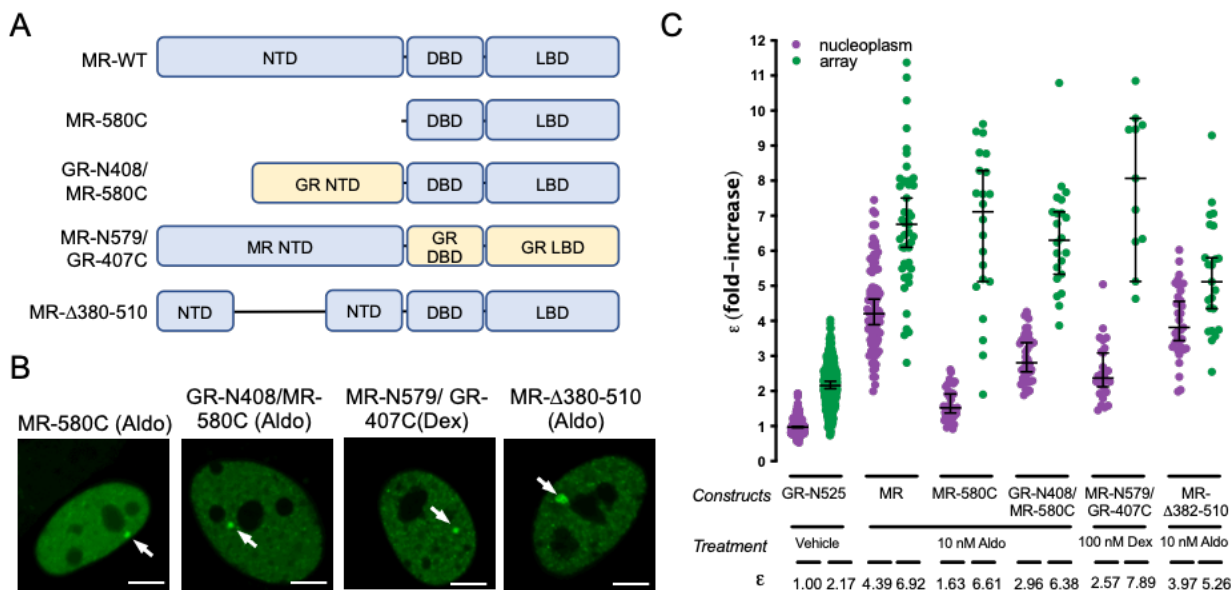 A
MR-WT
NTD
DBD
LBD
MR-580C
DBD
LBD
GR-N408/
MR-580C
GR NTD
DBD
LBD
MR-N579/
GR-407C
MR NTD
GR
DBD
GR LBD
MR-Δ380-510
NTD
NTD
DBD
LBD
B
MR-580C (Aldo)
GR-N408/MR-
580C (Aldo)
MR-N579/ GR-
407C(Dex)
MR-Δ380-510
(Aldo)
C
nucleoplasm
array
ε (fold-increase)
12
11
10
9
8
7
6
5
4
3
2
1
0
Constructs
GR-N525
MR
MR-580C
GR-N408/
MR-580C
MR-N579/
GR-407C
MR-
Δ382-510
Treatment
Vehicle
10 nM Aldo
100 nM Dex
10 nM Aldo
ε
1.00 2.17 4.39 6.92 1.63 6.61 2.96 6.38 2.57 7.89 3.97 5.26